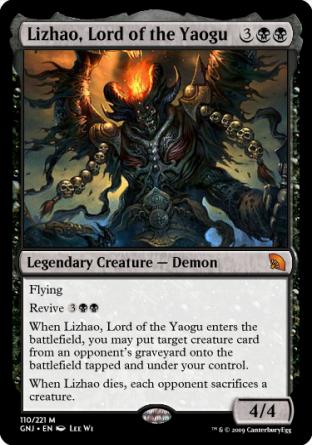 Lizhao, Lord of the Yaogu 3
Legendary Creature — Demon
Flying
Revive 3
When Lizhao, Lord of the Yaogu enters the
battlefield, you may put target creature card
from an opponent's graveyard onto the
battlefield tapped and under your control.
When Lizhao dies, each opponent sacrifices a
creature.
4/4
110/221 M
GNJ • EN LEE WI
™ & © 2019 CanterburyEgg